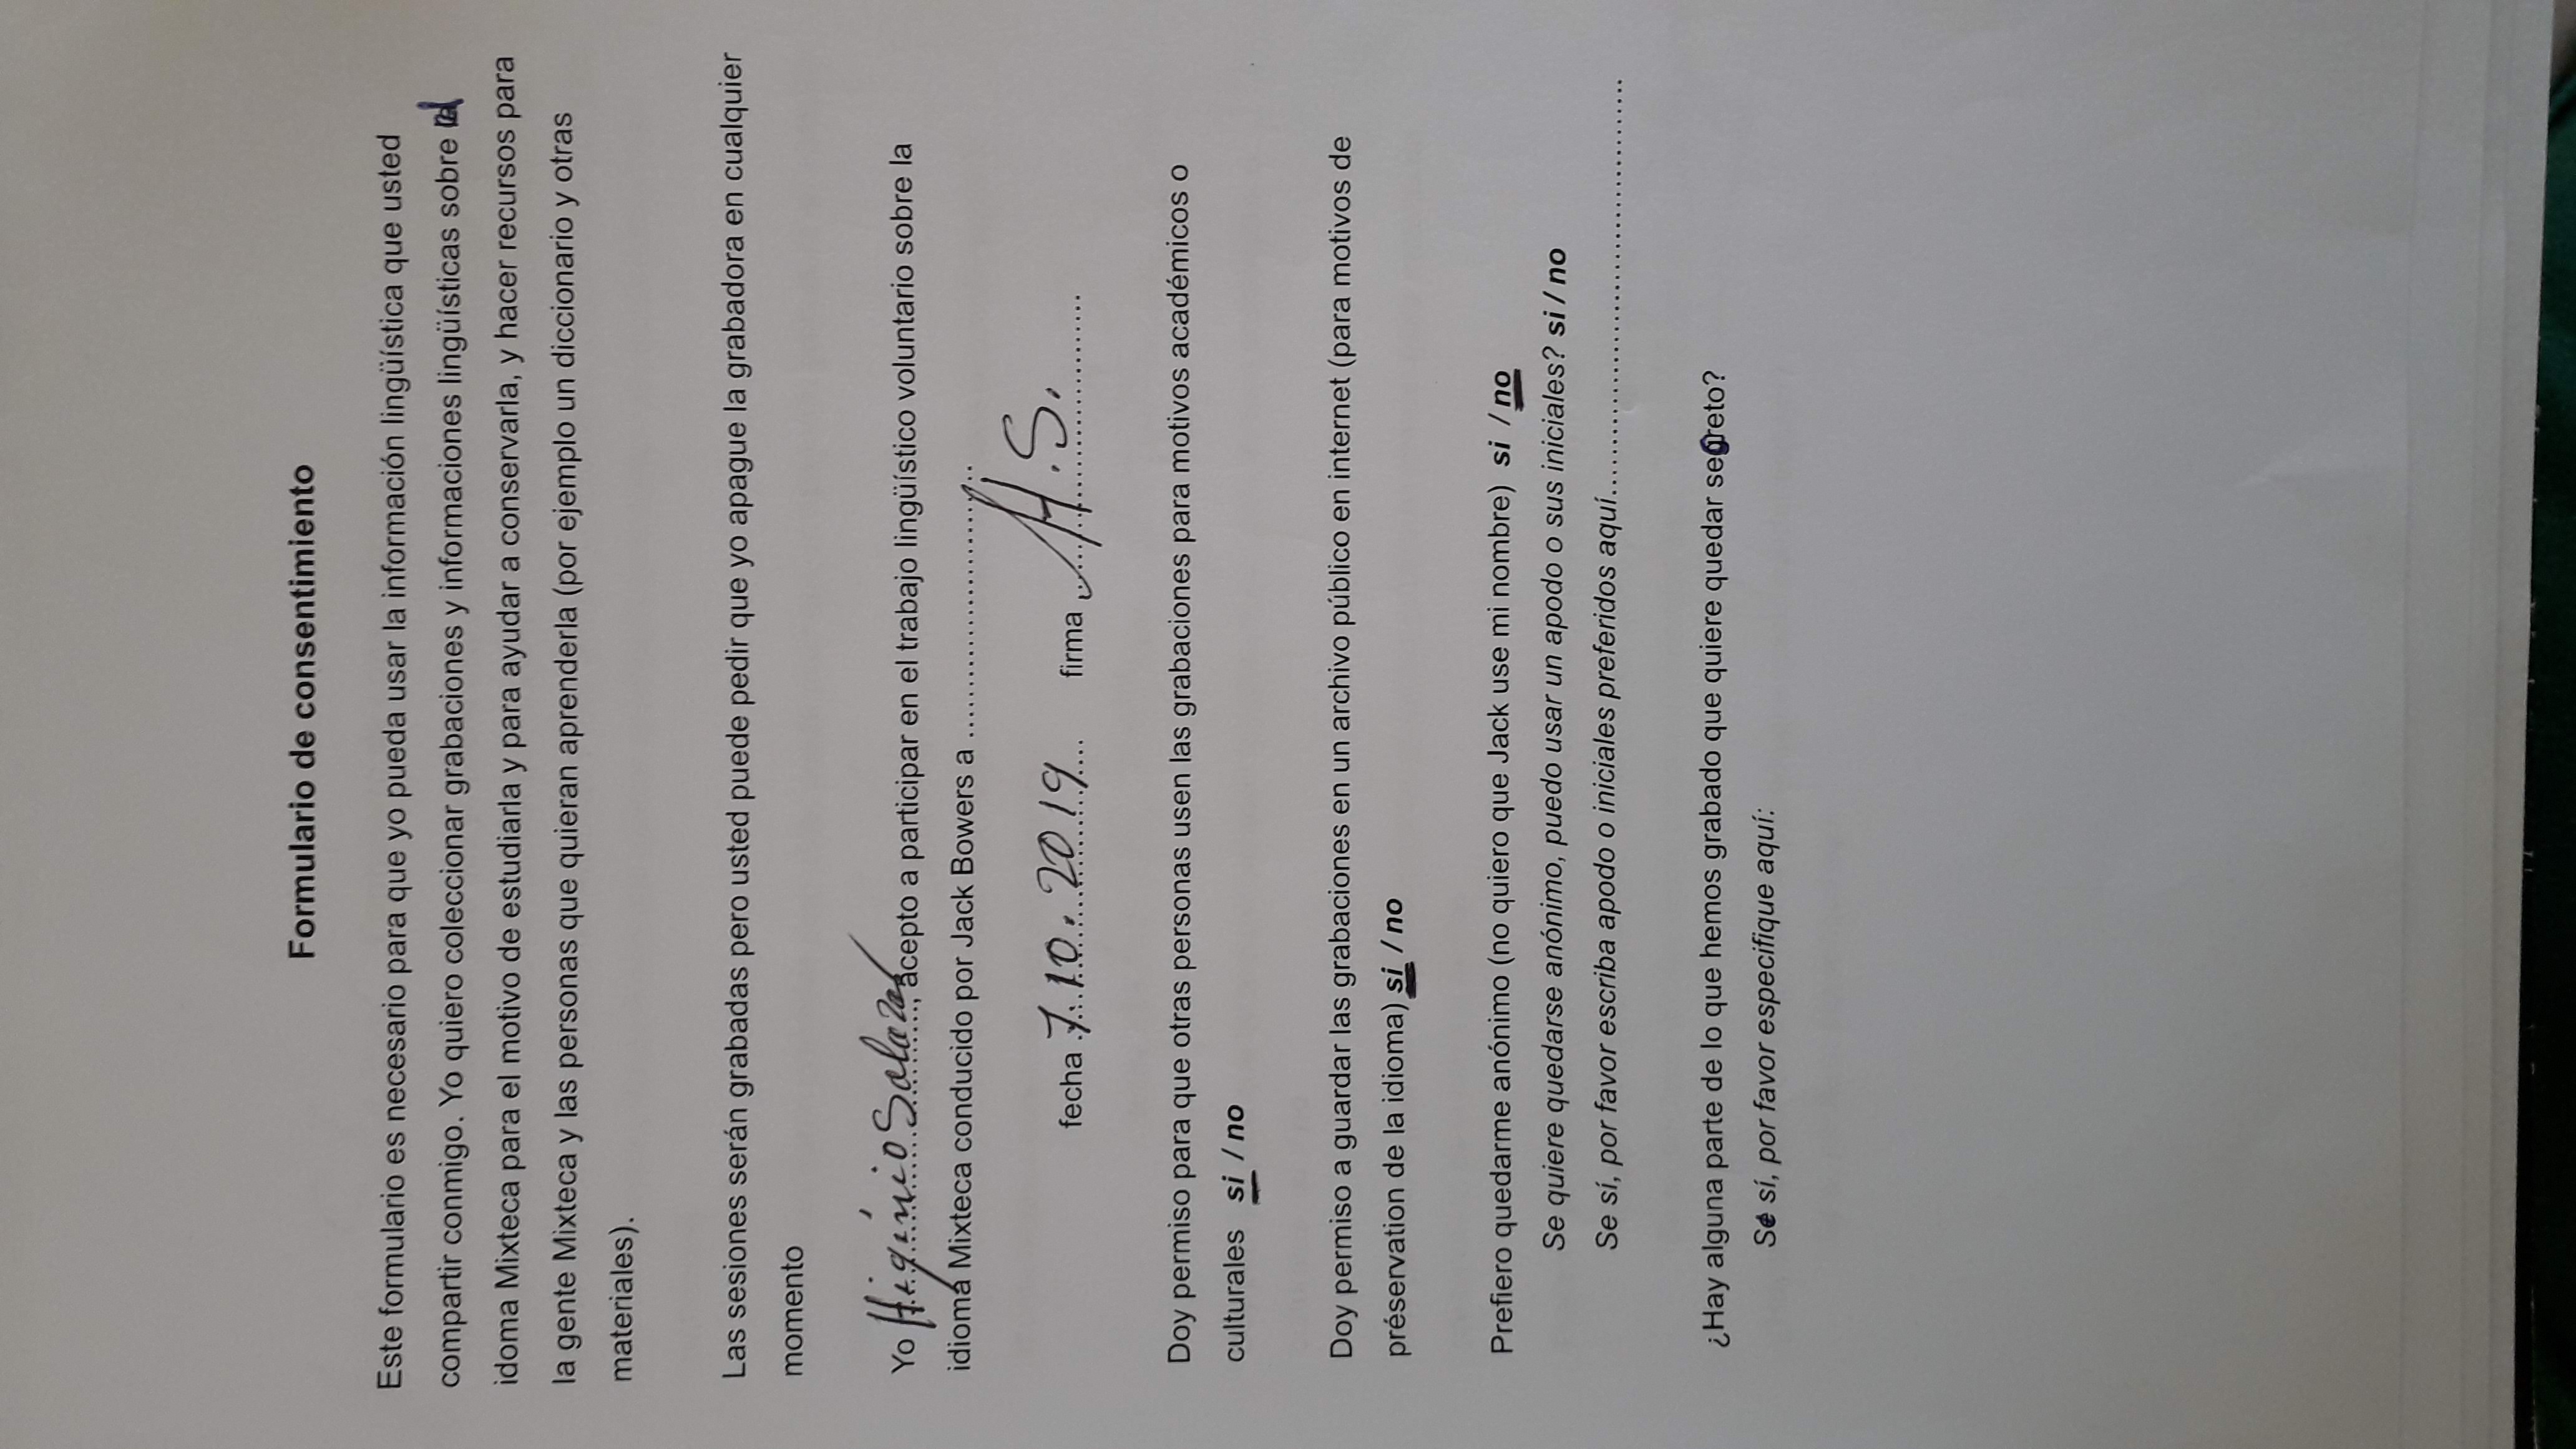 Formulario de consentimiento
Este formulario es necesario para que yo pueda usar la información lingüística que usted
compartir conmigo. Yo quiero coleccionar grabaciones y informaciones lingüísticas sobre el
idoma Mixteca para el motivo de estudiarla y para ayudar a conservarla, y hacer recursos para
la gente Mixteca y las personas que quieran aprenderla (por ejemplo un diccionario y otras
materiales).
Las sesiones serán grabadas pero usted puede pedir que yo apague la grabadora en cualquier
momento
Yo Higínio Salazar, acepto a participar en el trabajo lingüístico voluntario sobre la
idioma Mixteca conducido por Jack Bowers a ..............................
fecha 7.10.2019 firma H.S.
Doy permiso para que otras personas usen las grabaciones para motivos académicos o
culturales si / no
Doy permiso a guardar las grabaciones en un archivo público en internet (para motivos de
préservation de la idioma) si / no
Prefiero quedarme anónimo (no quiero que Jack use mi nombre) si / no
Se quiere quedarse anónimo, puedo usar un apodo o sus iniciales? si / no
Se sí, por favor escriba apodo o iniciales preferidos aquí..................................................
¿Hay alguna parte de lo que hemos grabado que quiere quedar secreto?
Se sí, por favor especifique aquí: